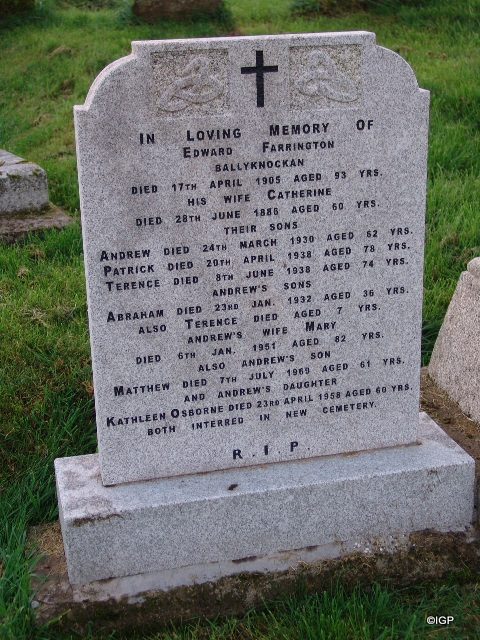 IN LOVING MEMORY OF
EDWARD FARRINGTON
BALLYKNOCKAN
DIED 17TH APRIL 1905 AGED 93 YRS.
HIS WIFE CATHERINE
DIED 28TH JUNE 1886 AGED 60 YRS.
THEIR SONS
ANDREW DIED 24TH MARCH 1930 AGED 62 YRS.
PATRICK DIED 20TH APRIL 1938 AGED 78 YRS.
TERENCE DIED 8TH JUNE 1938 AGED 74 YRS.
ANDREW'S SONS
ABRAHAM DIED 23RD JAN. 1932 AGED 36 YRS.
ALSO TERENCE DIED AGED 7 YRS.
ANDREW'S WIFE MARY
DIED 6TH JAN. 1951 AGED 82 YRS.
ALSO ANDREW'S SON
MATTHEW DIED 7TH JULY 1969 AGED 61 YRS.
AND ANDREW'S DAUGHTER
KATHLEEN OSBORNE DIED 23RD APRIL 1958 AGED 60 YRS.
BOTH INTERRED IN NEW CEMETERY.
R.I.P.
©IGP